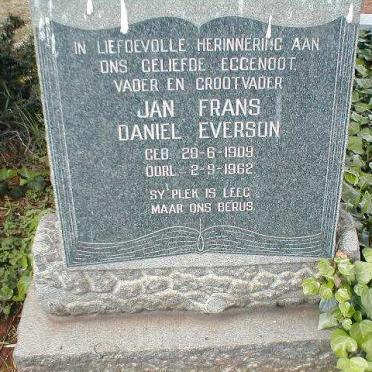 IN LIEFDEVOLLE HERINNERING AAN
ONS GELIEFDE EGGENOOT,
VADER EN GROOTVADER
JAN FRANS
DANIEL EVERSON
GEB. 29-6-1909
OORL. 2-9-1962
SY PLEK IS LEEG
MAAR ONS BERUS.